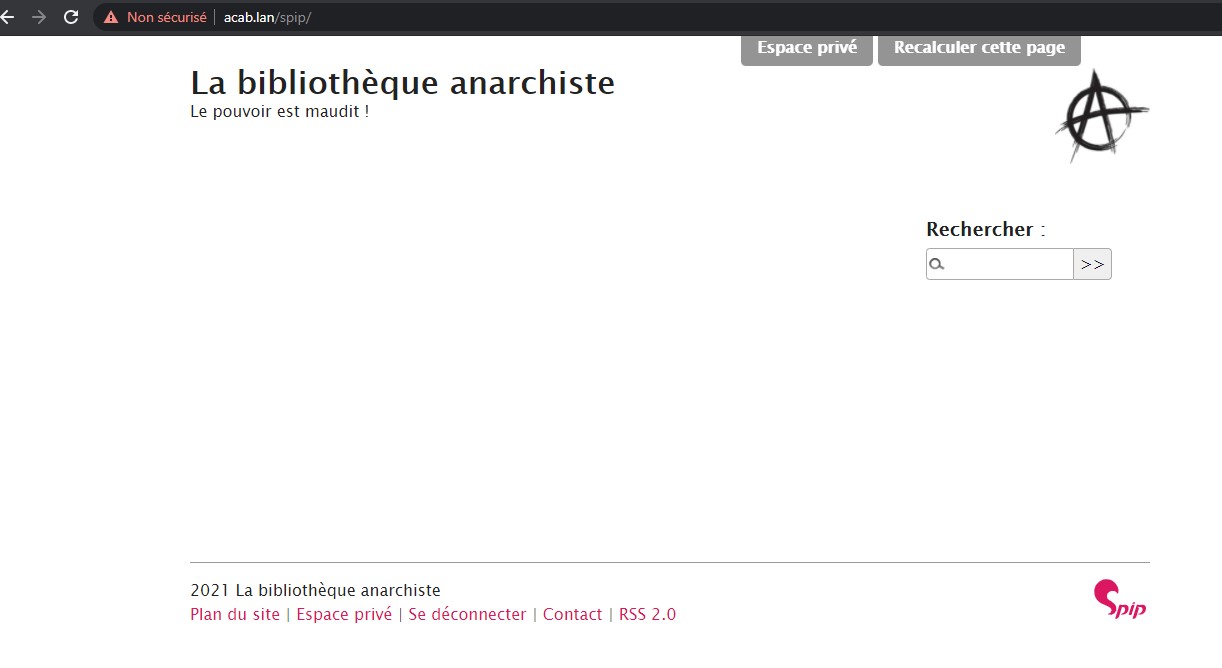 Non sécurisé acab.lan/spip/
Espace privé Recalculer cette page
La bibliothèque anarchiste
Le pouvoir est maudit !
Rechercher :
>>
2021 La bibliothèque anarchiste
Plan du site | Espace privé | Se déconnecter | Contact | RSS 2.0
Spip